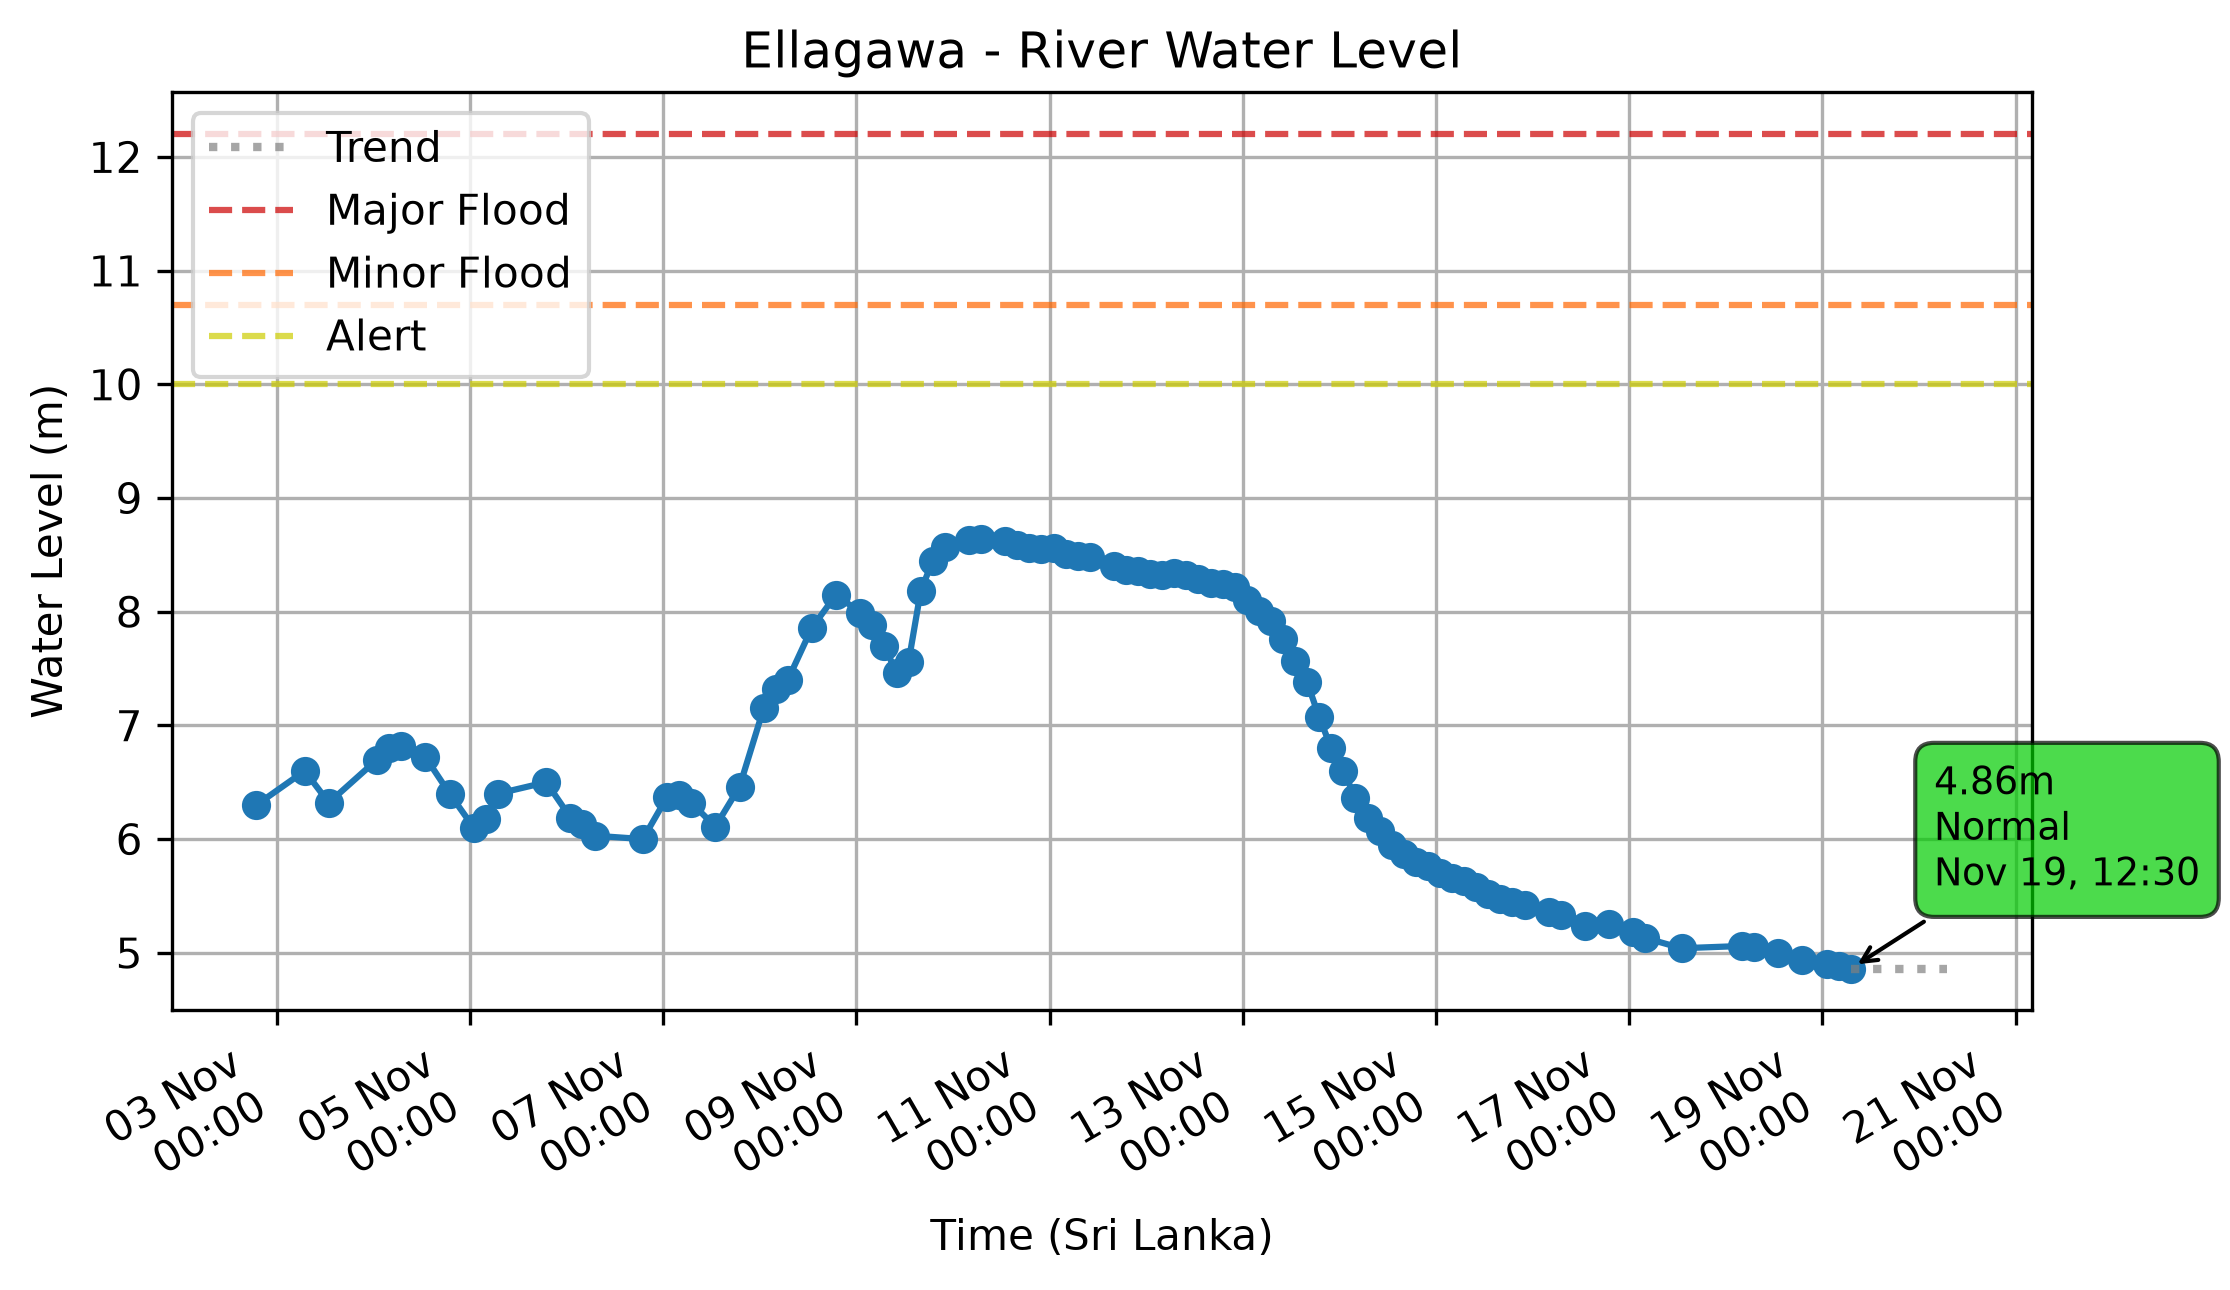 Ellagawa - River Water Level
Trend
Major Flood
Minor Flood
Alert
12
11
10
9
8
7
6
5
Water Level (m)
4.86m
Normal
Nov 19, 12:30
03 Nov
00:00
05 Nov
00:00
07 Nov
00:00
09 Nov
00:00
11 Nov
00:00
13 Nov
00:00
15 Nov
00:00
17 Nov
00:00
19 Nov
00:00
21 Nov
00:00
Time (Sri Lanka)